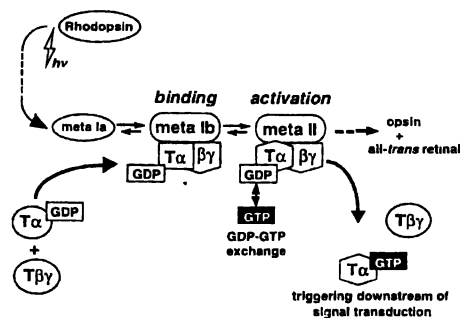 Rhodopsin
hν
binding
activation
meta Ia
meta Ib
meta II
opsin
+
all-trans retinal
Tα
βγ
Tα
βγ
GDP
GDP
Tα
GDP
GTP
Tβγ
+
GDP-GTP
Tβγ
exchange
Tα
GTP
triggering downstream of
signal transduction